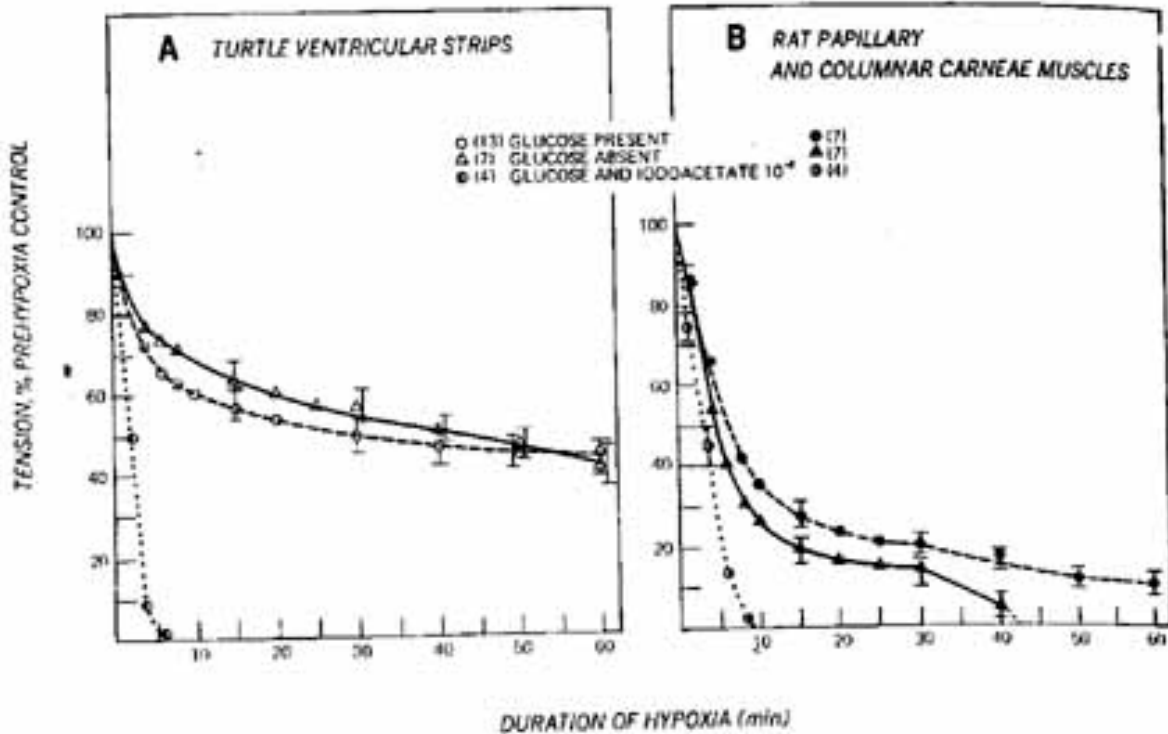 A TURTLE VENTRICULAR STRIPS
B RAT PAPILLARY
AND COLUMNAR CARNEAE MUSCLES
(13) GLUCOSE PRESENT (7)
(7) GLUCOSE ABSENT (7)
(4) GLUCOSE AND IODOACETATE (4)
TENSION, % PREHYPOXIA CONTROL
100
80
60
40
20
10 20 30 40 50 60
100
80
60
40
20
10 20 30 40 50 60
DURATION OF HYPOXIA (min)